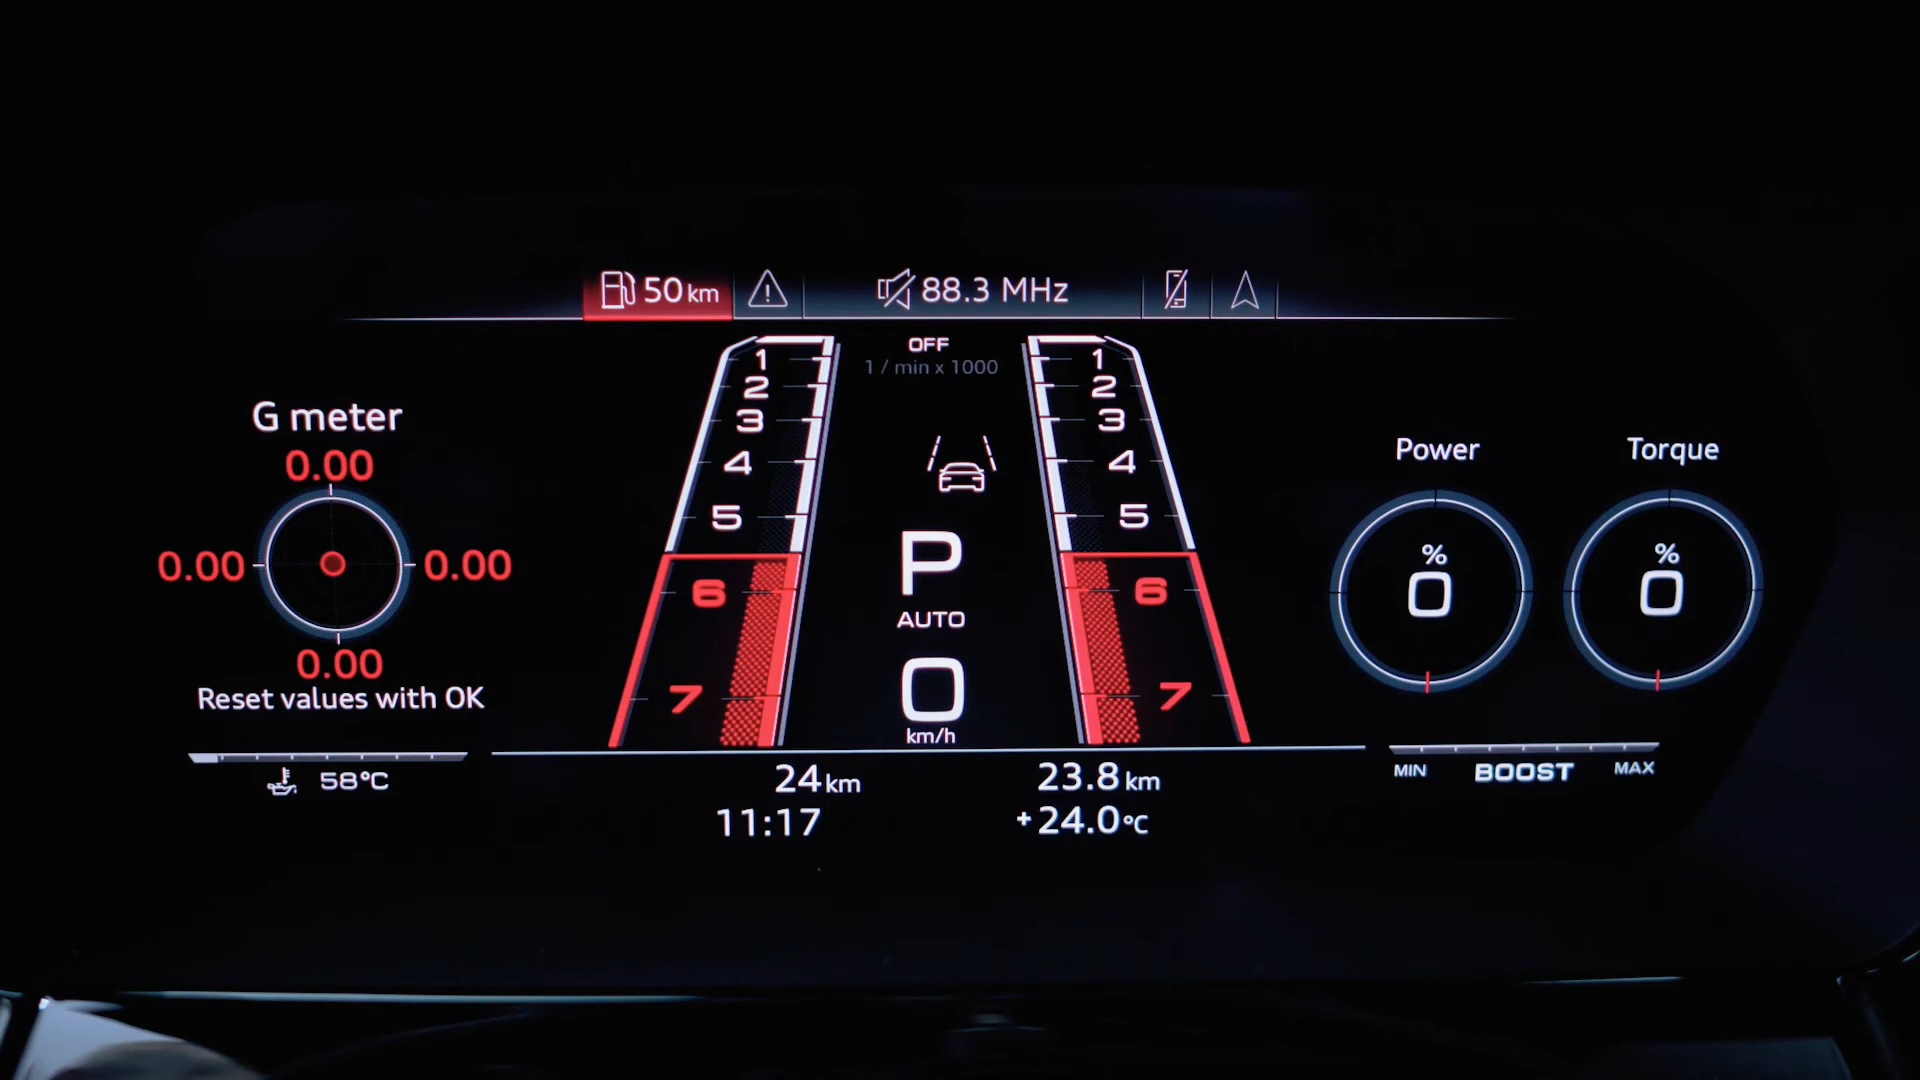 50 km
88.3 MHz
OFF
1 / min x 1000
1
2
3
4
5
6
7
1
2
3
4
5
6
7
G meter
0.00
0.00
0.00
0.00
Reset values with OK
58°C
P
AUTO
0
km/h
Power
% 
0
Torque
%
0
MIN BOOST MAX
24 km
23.8 km
11:17
+24.0°C